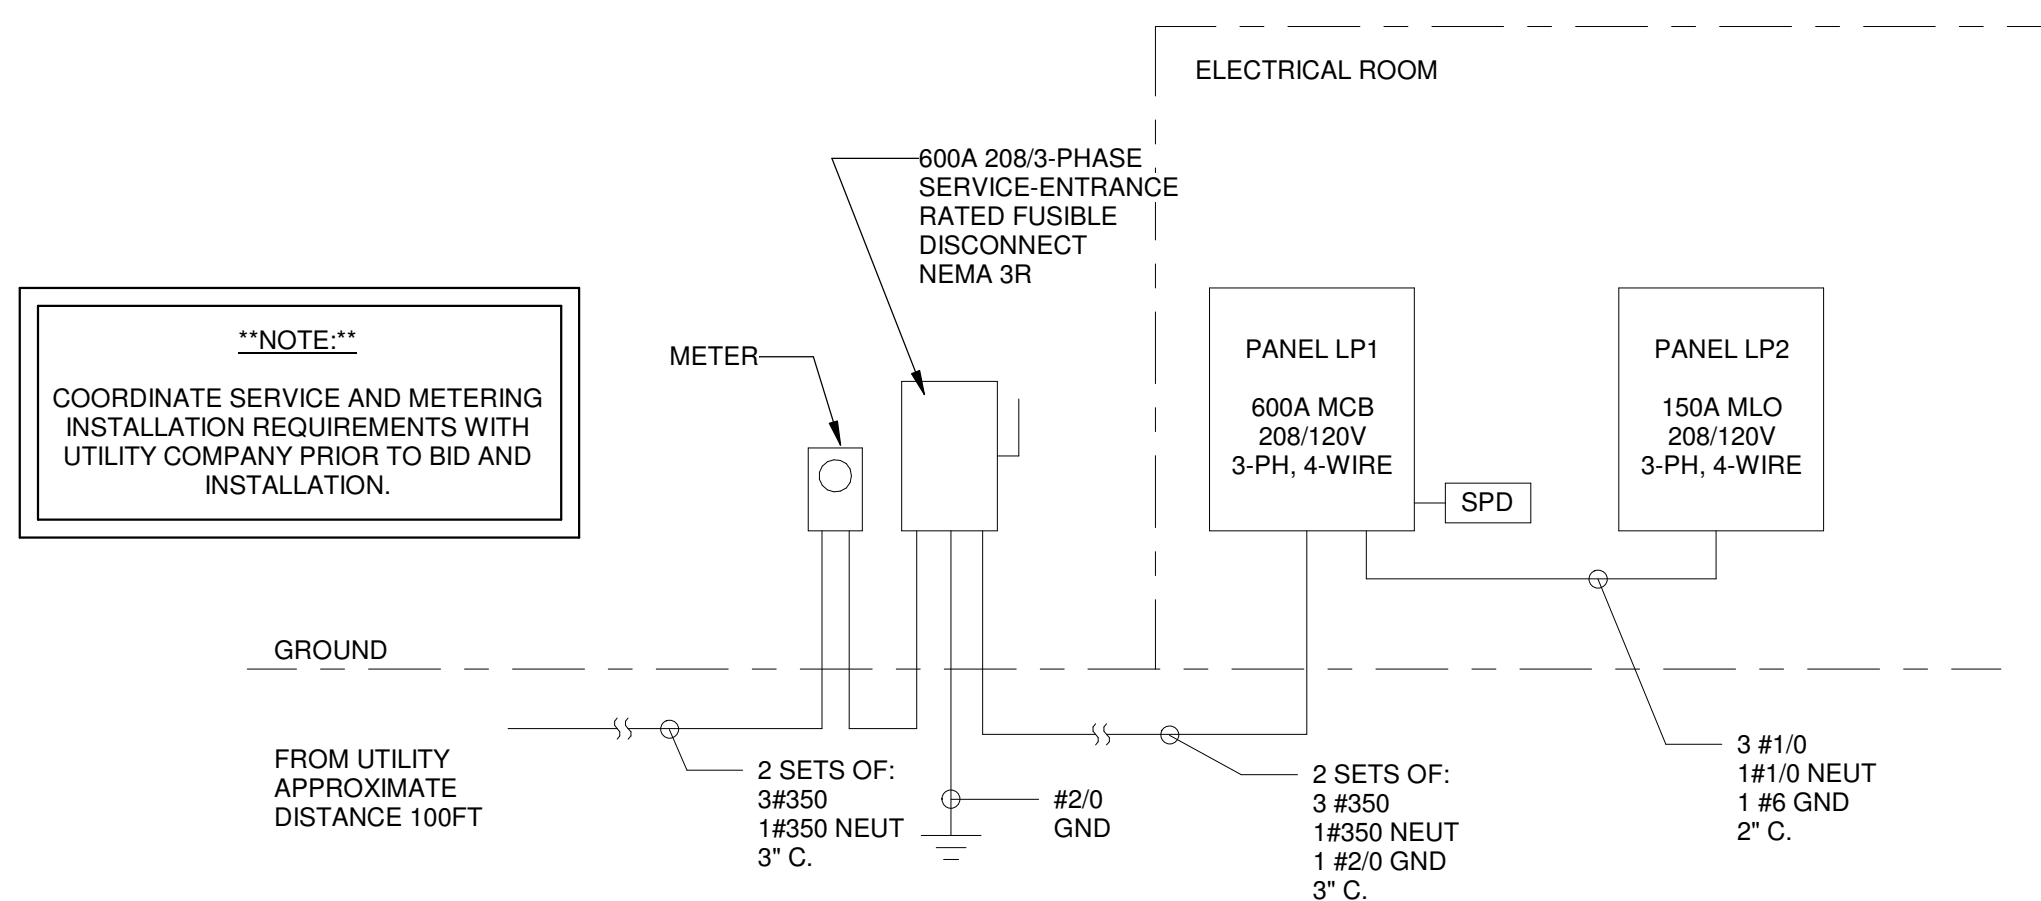 ELECTRICAL ROOM
600A 208/3-PHASE
SERVICE-ENTRANCE
RATED FUSIBLE
DISCONNECT
NEMA 3R
**NOTE:**
COORDINATE SERVICE AND METERING
INSTALLATION REQUIREMENTS WITH
UTILITY COMPANY PRIOR TO BID AND
INSTALLATION.
METER
PANEL LP1
600A MCB
208/120V
3-PH, 4-WIRE
SPD
PANEL LP2
150A MLO
208/120V
3-PH, 4-WIRE
GROUND
FROM UTILITY
APPROXIMATE
DISTANCE 100FT
2 SETS OF:
3#350
1#350 NEUT
3" C.
#2/0
GND
2 SETS OF:
3 #350
1#350 NEUT
1 #2/0 GND
3" C.
3 #1/0
1#1/0 NEUT
1 #6 GND
2" C.